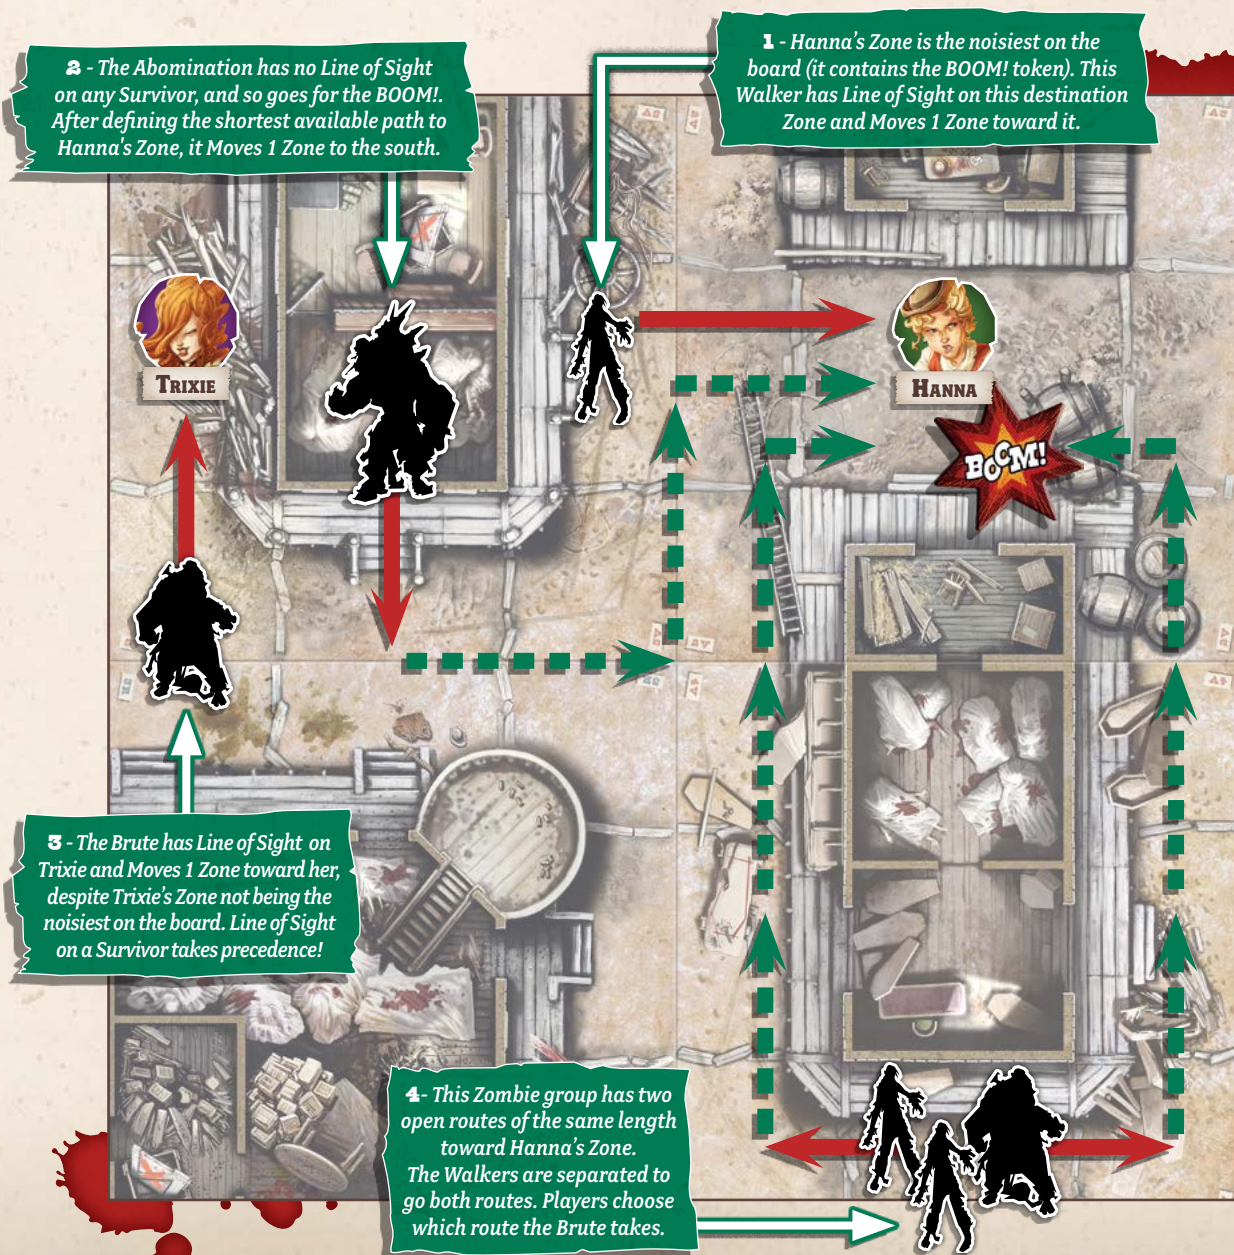 2 - The Abomination has no Line of Sight
on any Survivor, and so goes for the BOOM!.
After defining the shortest available path to
Hanna's Zone, it Moves 1 Zone to the south.
1 - Hanna's Zone is the noisiest on the
board (it contains the BOOM! token). This
Walker has Line of Sight on this destination
Zone and Moves 1 Zone toward it.
TRIXIE
HANNA
BOOM!
3 - The Brute has Line of Sight on
Trixie and Moves 1 Zone toward her,
despite Trixie's Zone not being the
noisiest on the board. Line of Sight
on a Survivor takes precedence!
4- This Zombie group has two
open routes of the same length
toward Hanna's Zone.
The Walkers are separated to
go both routes. Players choose
which route the Brute takes.